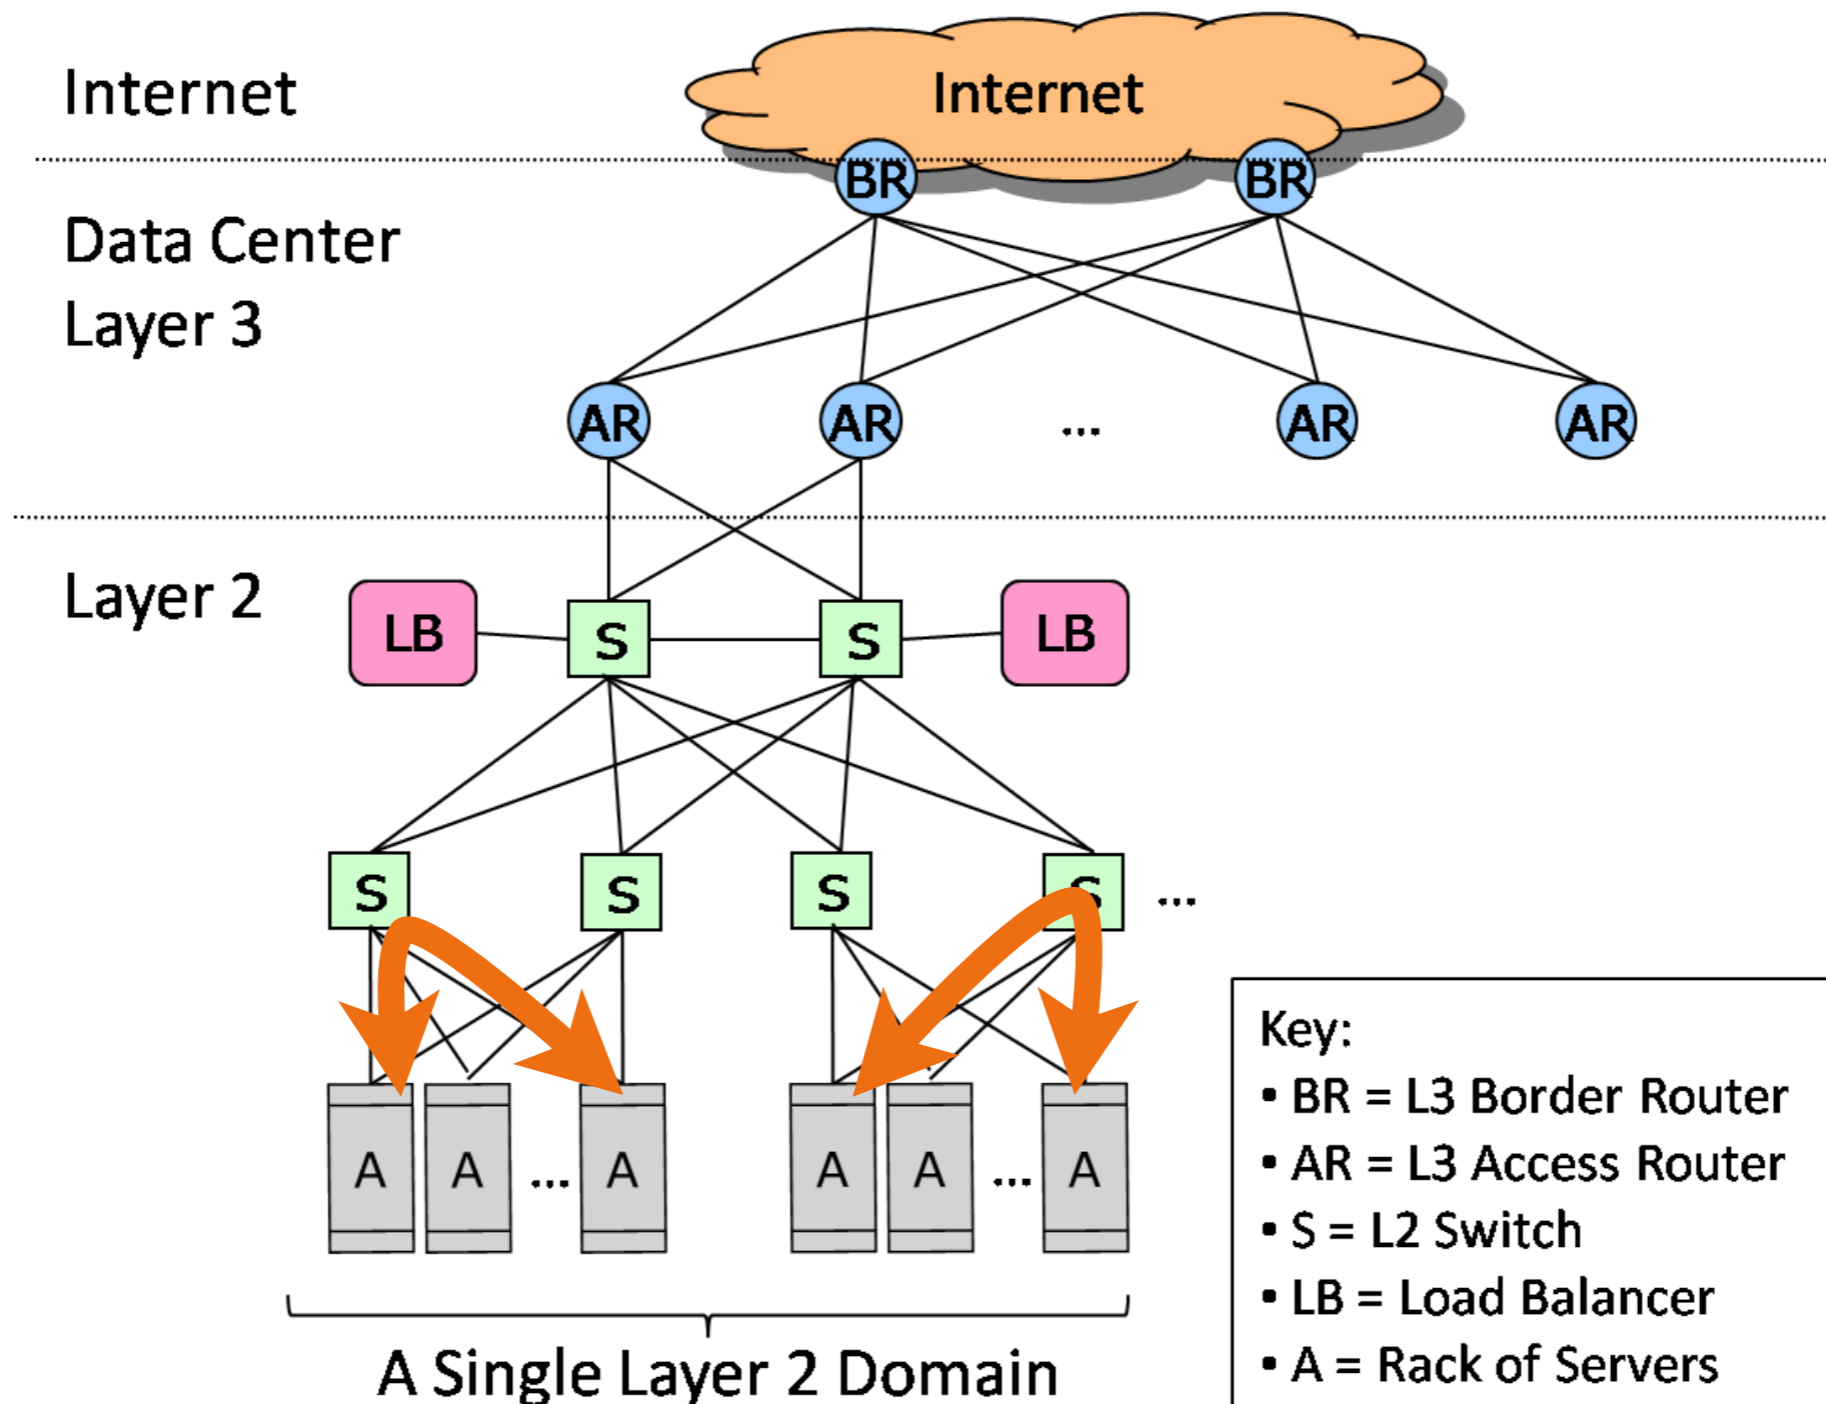 Internet
Internet
BR BR
Data Center
Layer 3
AR AR ... AR AR
Layer 2
LB S S LB
S S S S ...
A A ... A A A ... A
A Single Layer 2 Domain
Key:
▪ BR = L3 Border Router
▪ AR = L3 Access Router
▪ S = L2 Switch
▪ LB = Load Balancer
▪ A = Rack of Servers